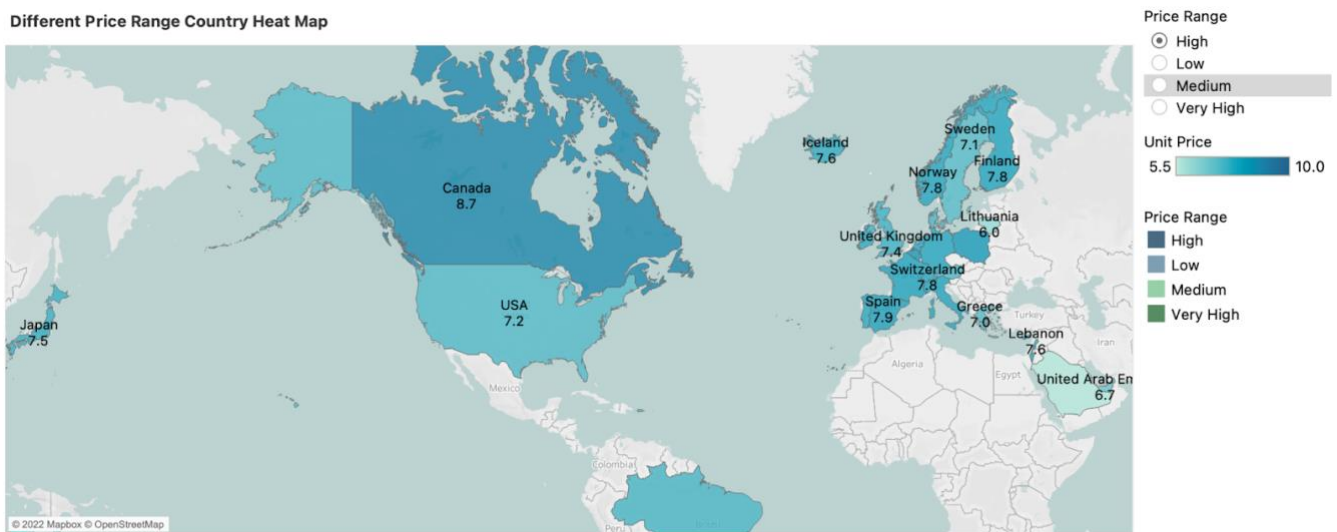 Different Price Range Country Heat Map
Price Range
High
Low
Medium
Very High
Unit Price
5.5
10.0
Price Range
High
Low
Medium
Very High
Canada
8.7
USA
7.2
Japan
7.5
Mexico
Colombia
Peru
Iceland
7.6
Sweden
7.1
Finland
7.8
Norway
7.8
Lithuania
6.0
United Kingdom
7.4
Switzerland
7.8
Spain
7.9
Greece
7.0
Turkey
Lebanon
7.6
Iran
Algeria
Egypt
United Arab Em
6.7
© 2022 Mapbox © OpenStreetMap